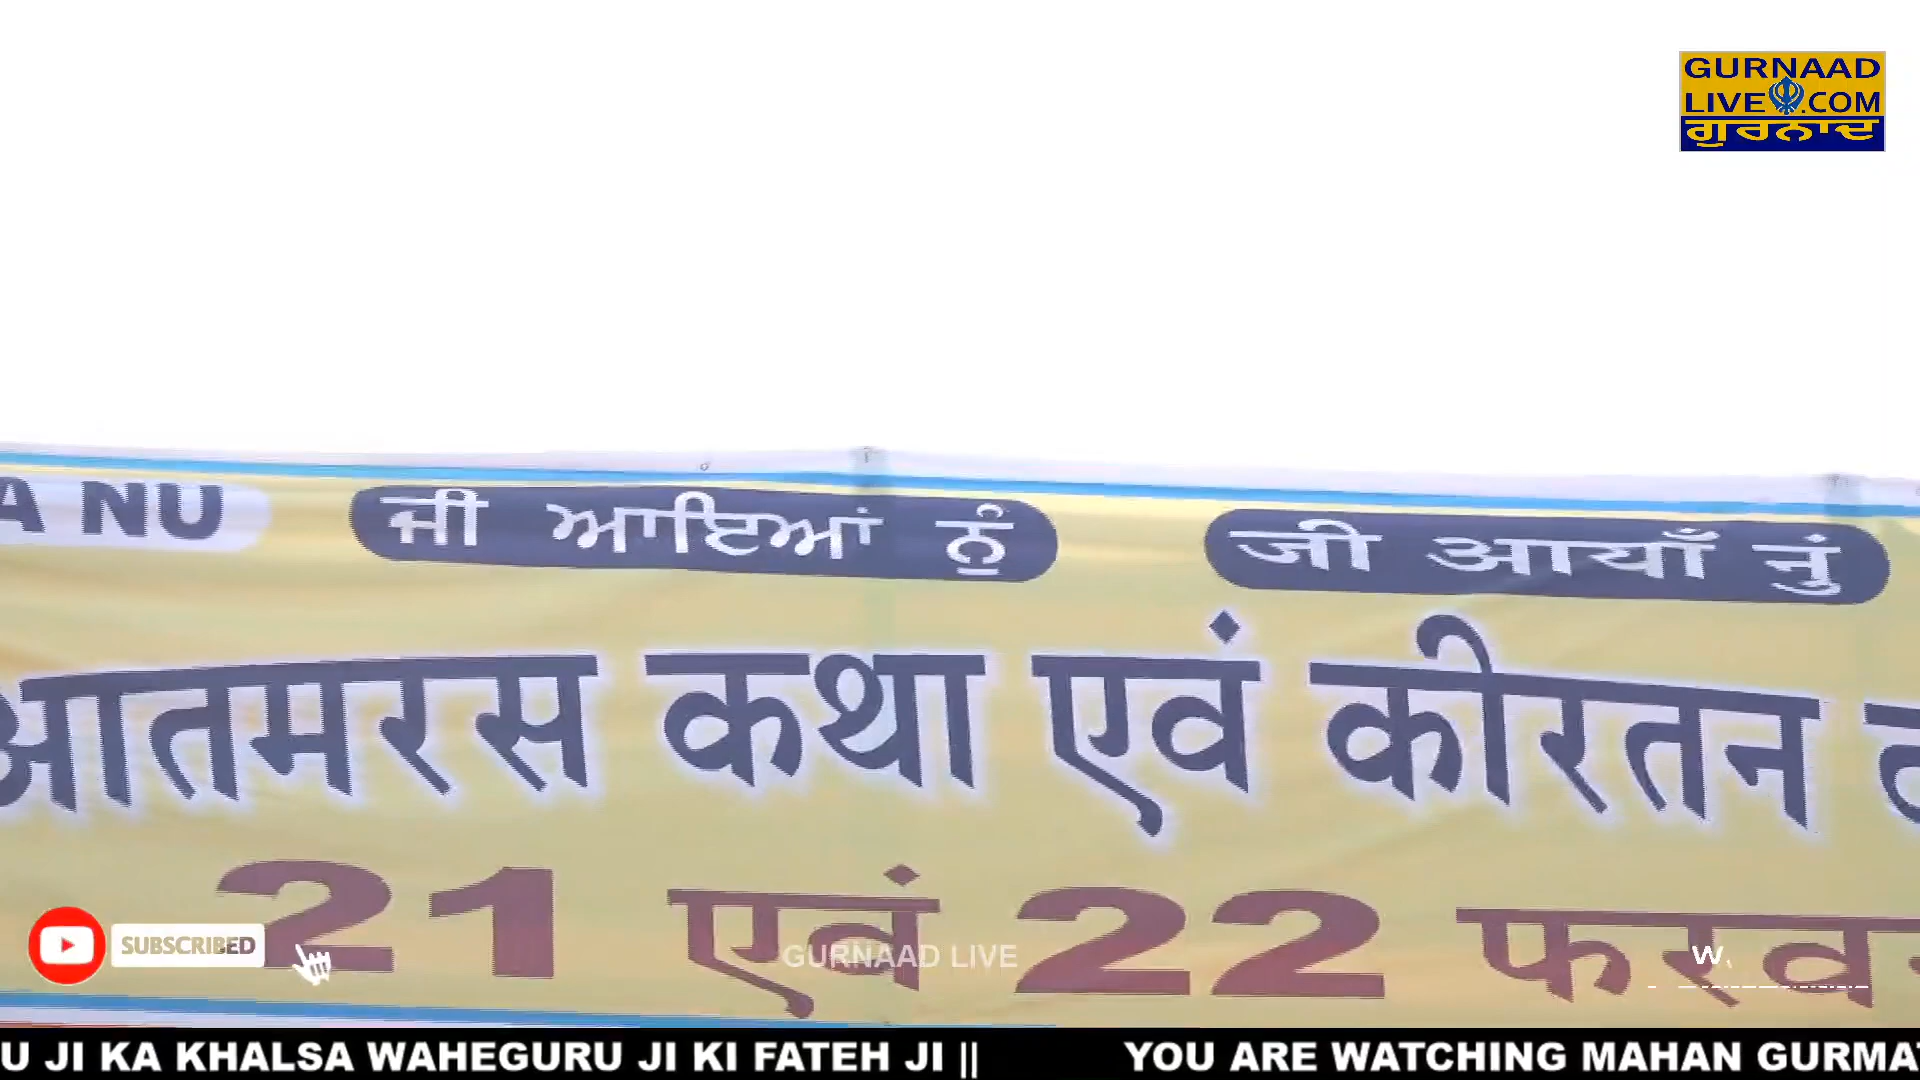 GURNAAD
LIVE.COM
ਗੁਰਨਾਦ
A NU
ਜੀ ਆਇਆਂ ਨੂੰ
जी आयाँ नुं
आतमरस कथा एवं कीरतन
21 एवं 22 फरव
SUBSCRIBED
GURNAAD LIVE
W.
U JI KA KHALSA WAHEGURU JI KI FATEH JI || YOU ARE WATCHING MAHAN GURMAT